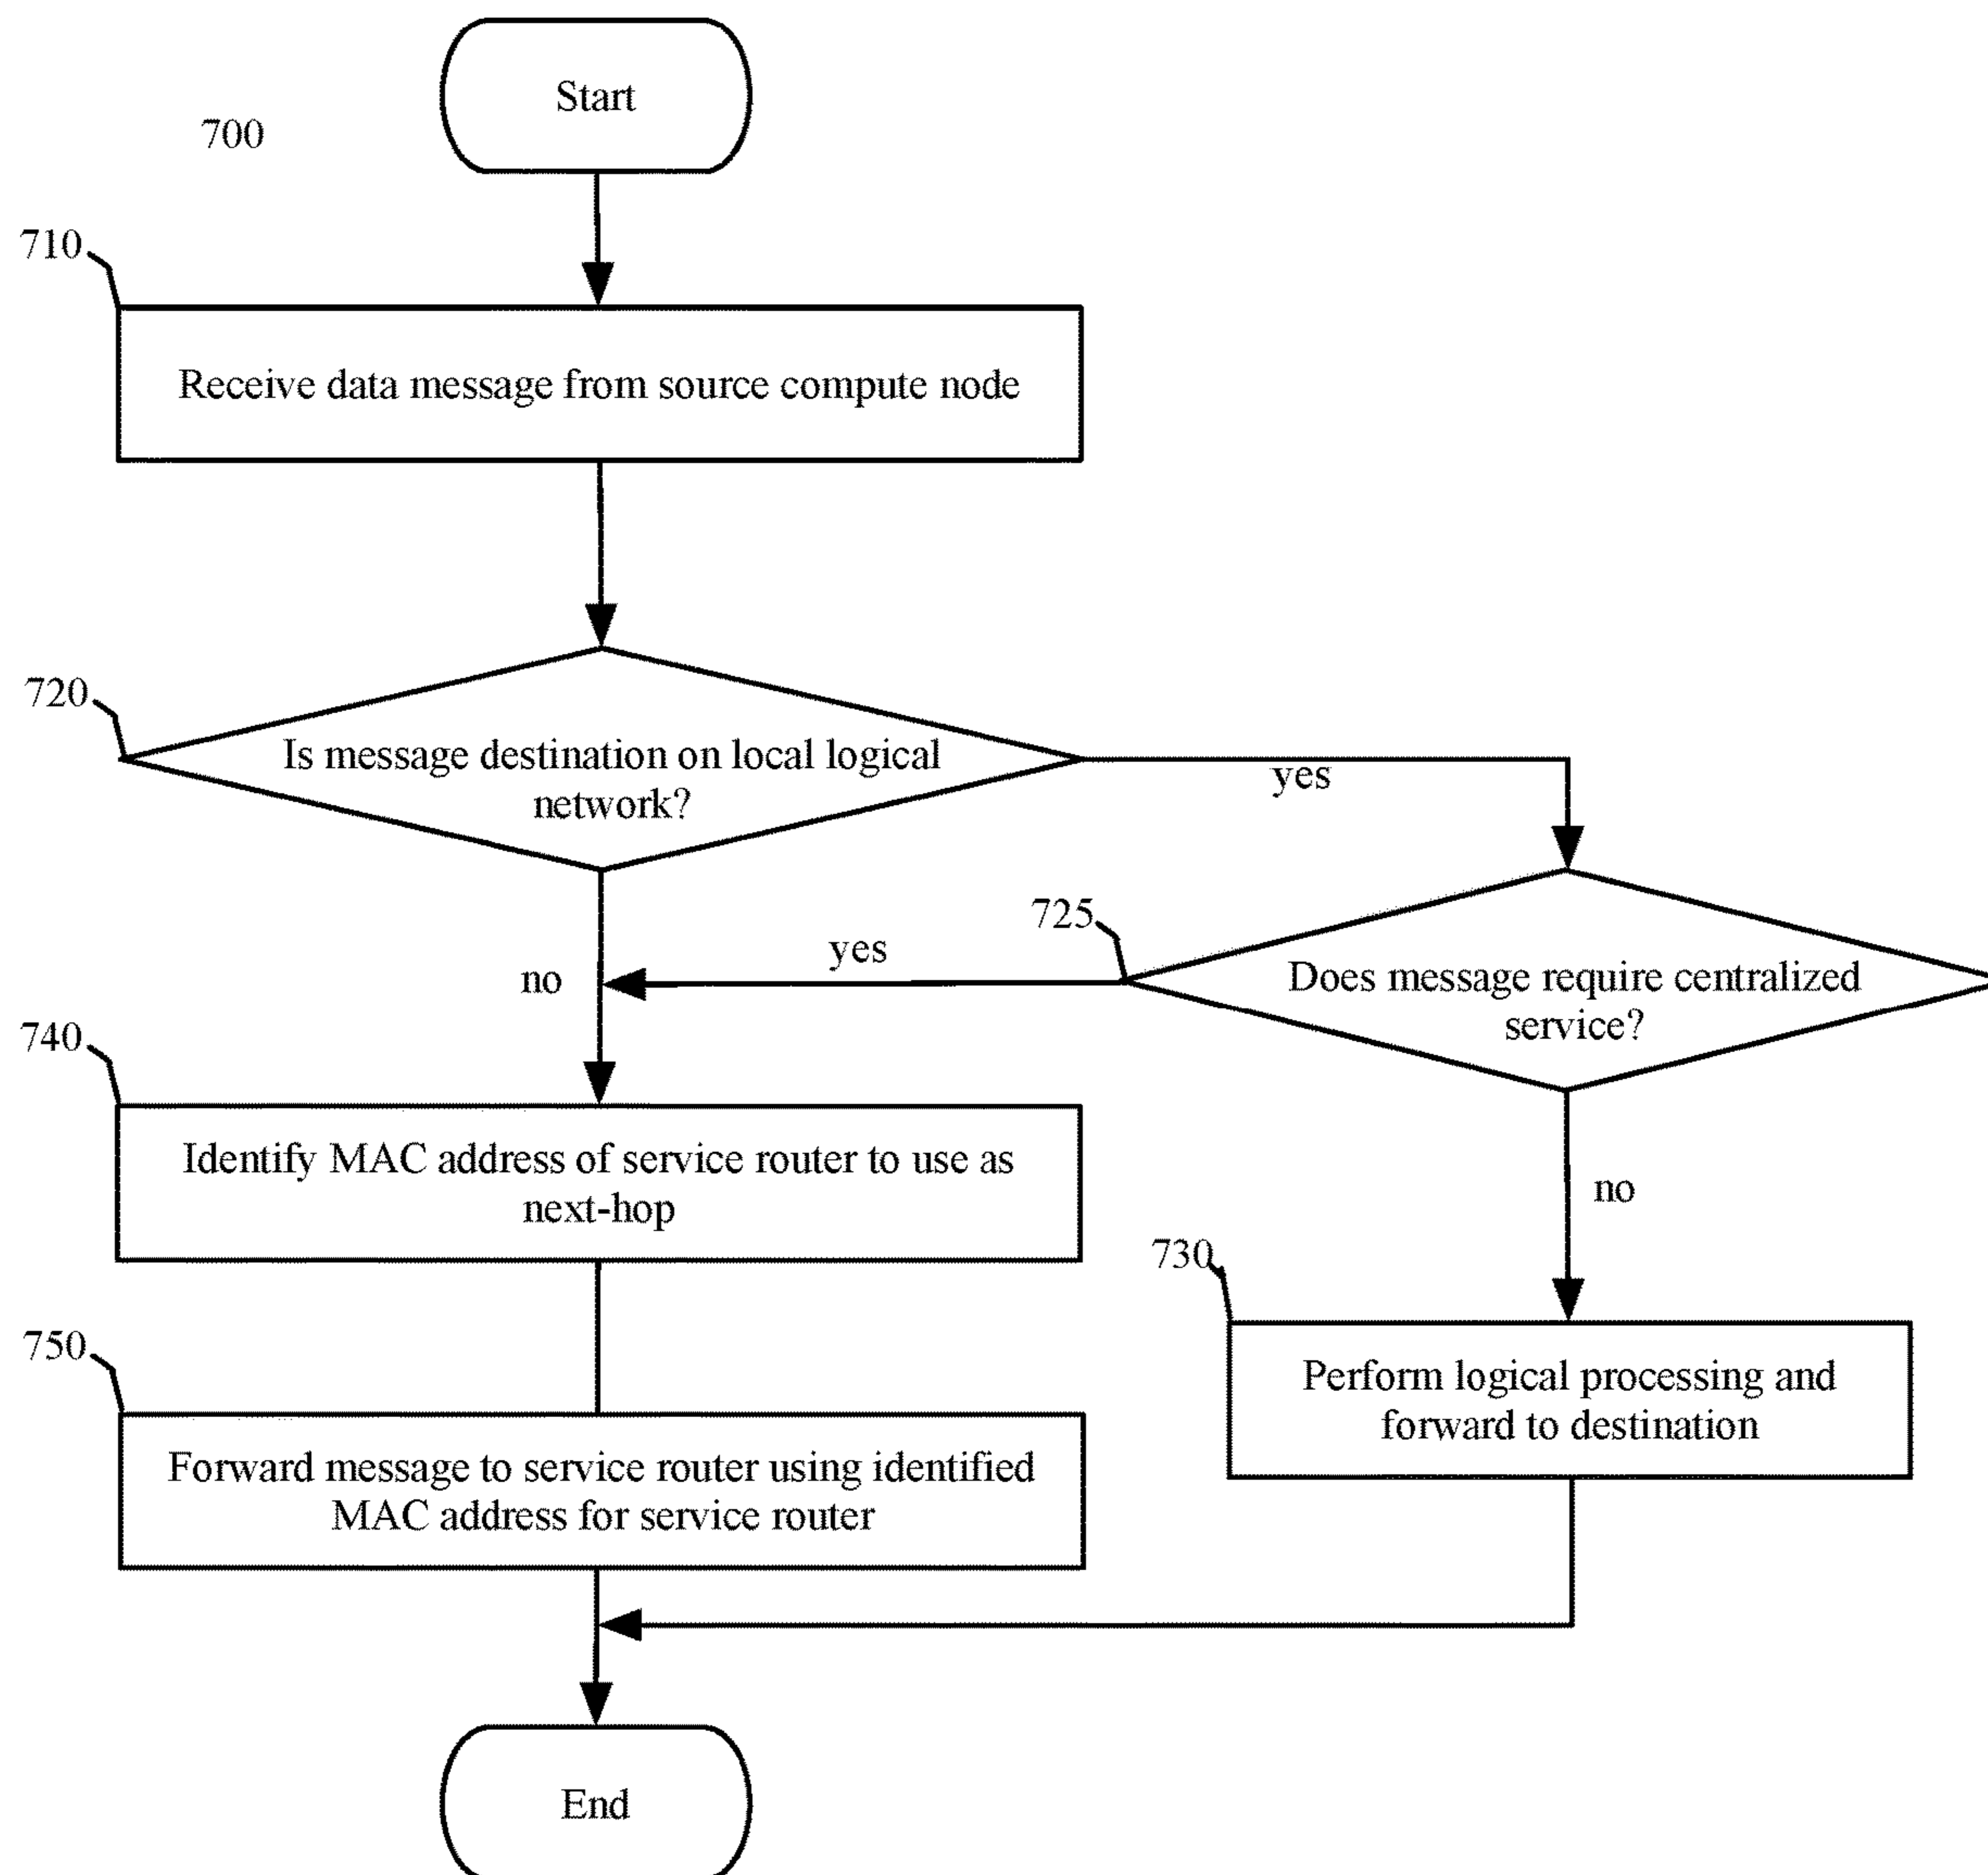 Start
700
710
Receive data message from source compute node
720
Is message destination on local logical
network?
yes
725
yes
no
Does message require centralized
service?
740
Identify MAC address of service router to use as
next-hop
no
730
750
Perform logical processing and
forward to destination
Forward message to service router using identified
MAC address for service router
End